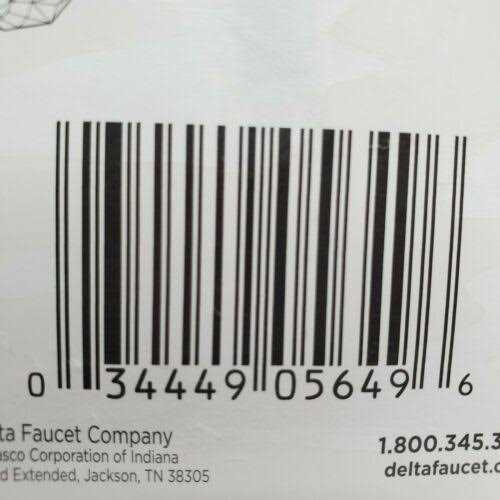 0 34449 05649 6
ta Faucet Company
asco Corporation of Indiana
d Extended, Jackson, TN 38305
1.800.345.3
deltafaucet.c